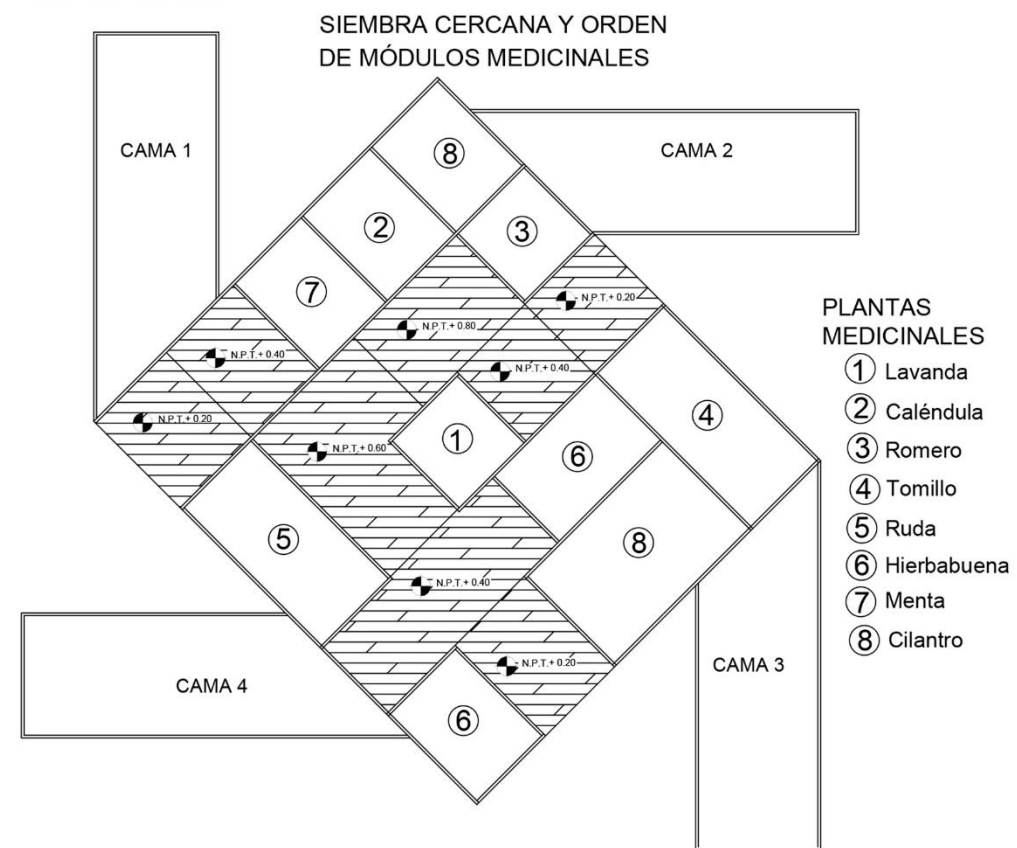 SIEMBRA CERCANA Y ORDEN
DE MÓDULOS MEDICINALES
CAMA 1
CAMA 2
8
2
3
7
N.P.T.+ 0.20
N.P.T.+ 0.80
N.P.T.+ 0.40
N.P.T.+ 0.40
N.P.T.+ 0.20
1
4
N.P.T.+ 0.60
6
5
8
N.P.T.+ 0.40
N.P.T.+ 0.20
CAMA 3
CAMA 4
6
PLANTAS
MEDICINALES
1 Lavanda
2 Caléndula
3 Romero
4 Tomillo
5 Ruda
6 Hierbabuena
7 Menta
8 Cilantro